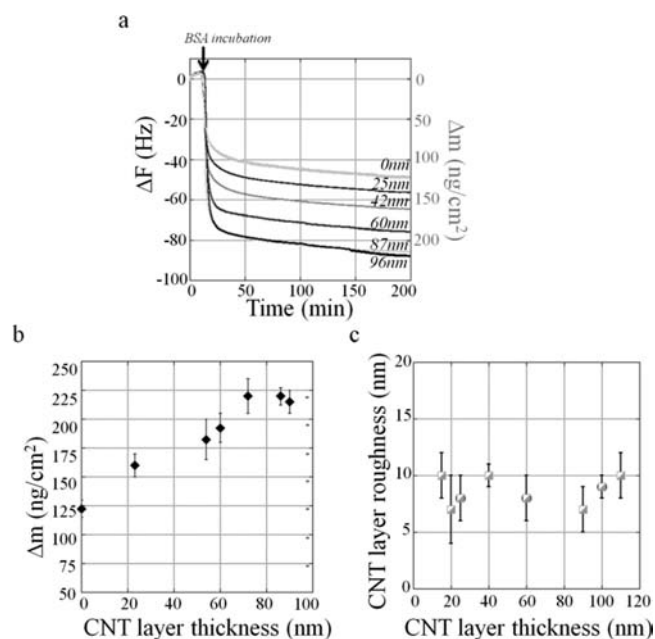 a
BSA incubation
0
-20
-40
-60
-80
-100
ΔF (Hz)
0
50
100
150
200
Δm (ng/cm²)
0nm
25nm
42nm
60nm
87nm
96nm
0 50 100 150 200
Time (min)
b
250
225
200
175
150
125
100
75
50
Δm (ng/cm²)
0 20 40 60 80 100
CNT layer thickness (nm)
c
20
15
10
5
0
CNT layer roughness (nm)
0 20 40 60 80 100 120
CNT layer thickness (nm)